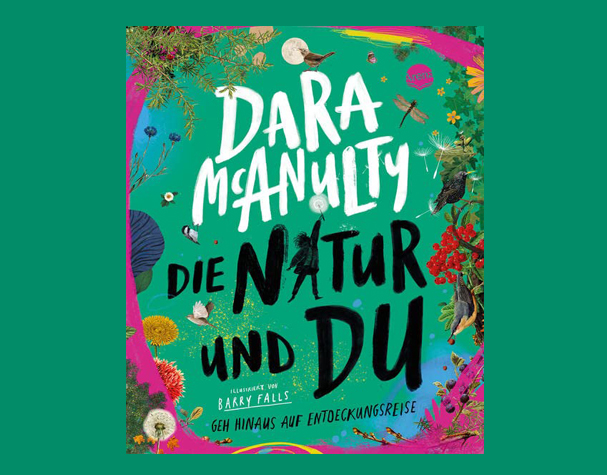 DARA
McANULTY
DIE NATUR
UND DU
ILLUSTRIERT VON
BARRY FALLS
GEH HINAUS AUF ENTDECKUNGSREISE